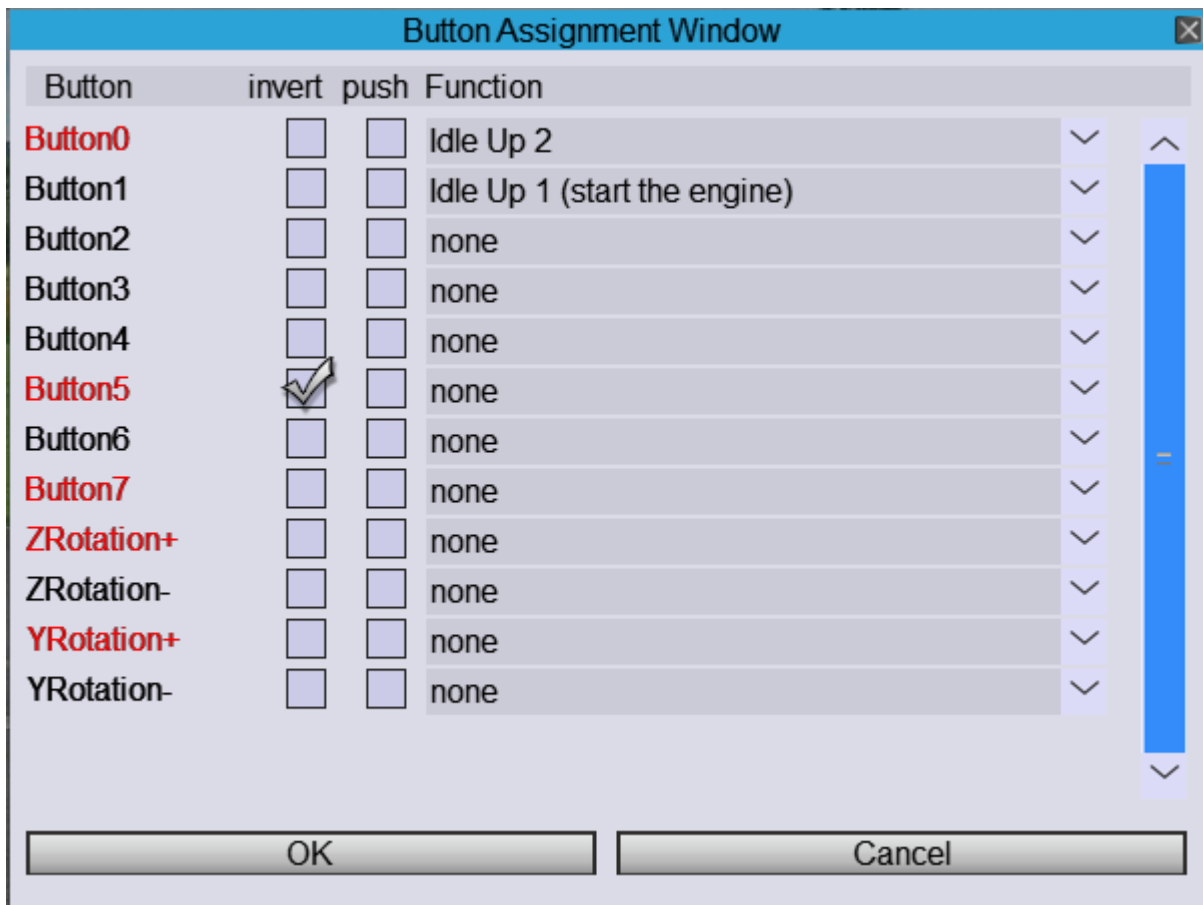 Button Assignment Window
Button invert push Function
Button0 Idle Up 2
Button1 Idle Up 1 (start the engine)
Button2 none
Button3 none
Button4 none
Button5 none
Button6 none
Button7 none
ZRotation+ none
ZRotation- none
YRotation+ none
YRotation- none
OK Cancel